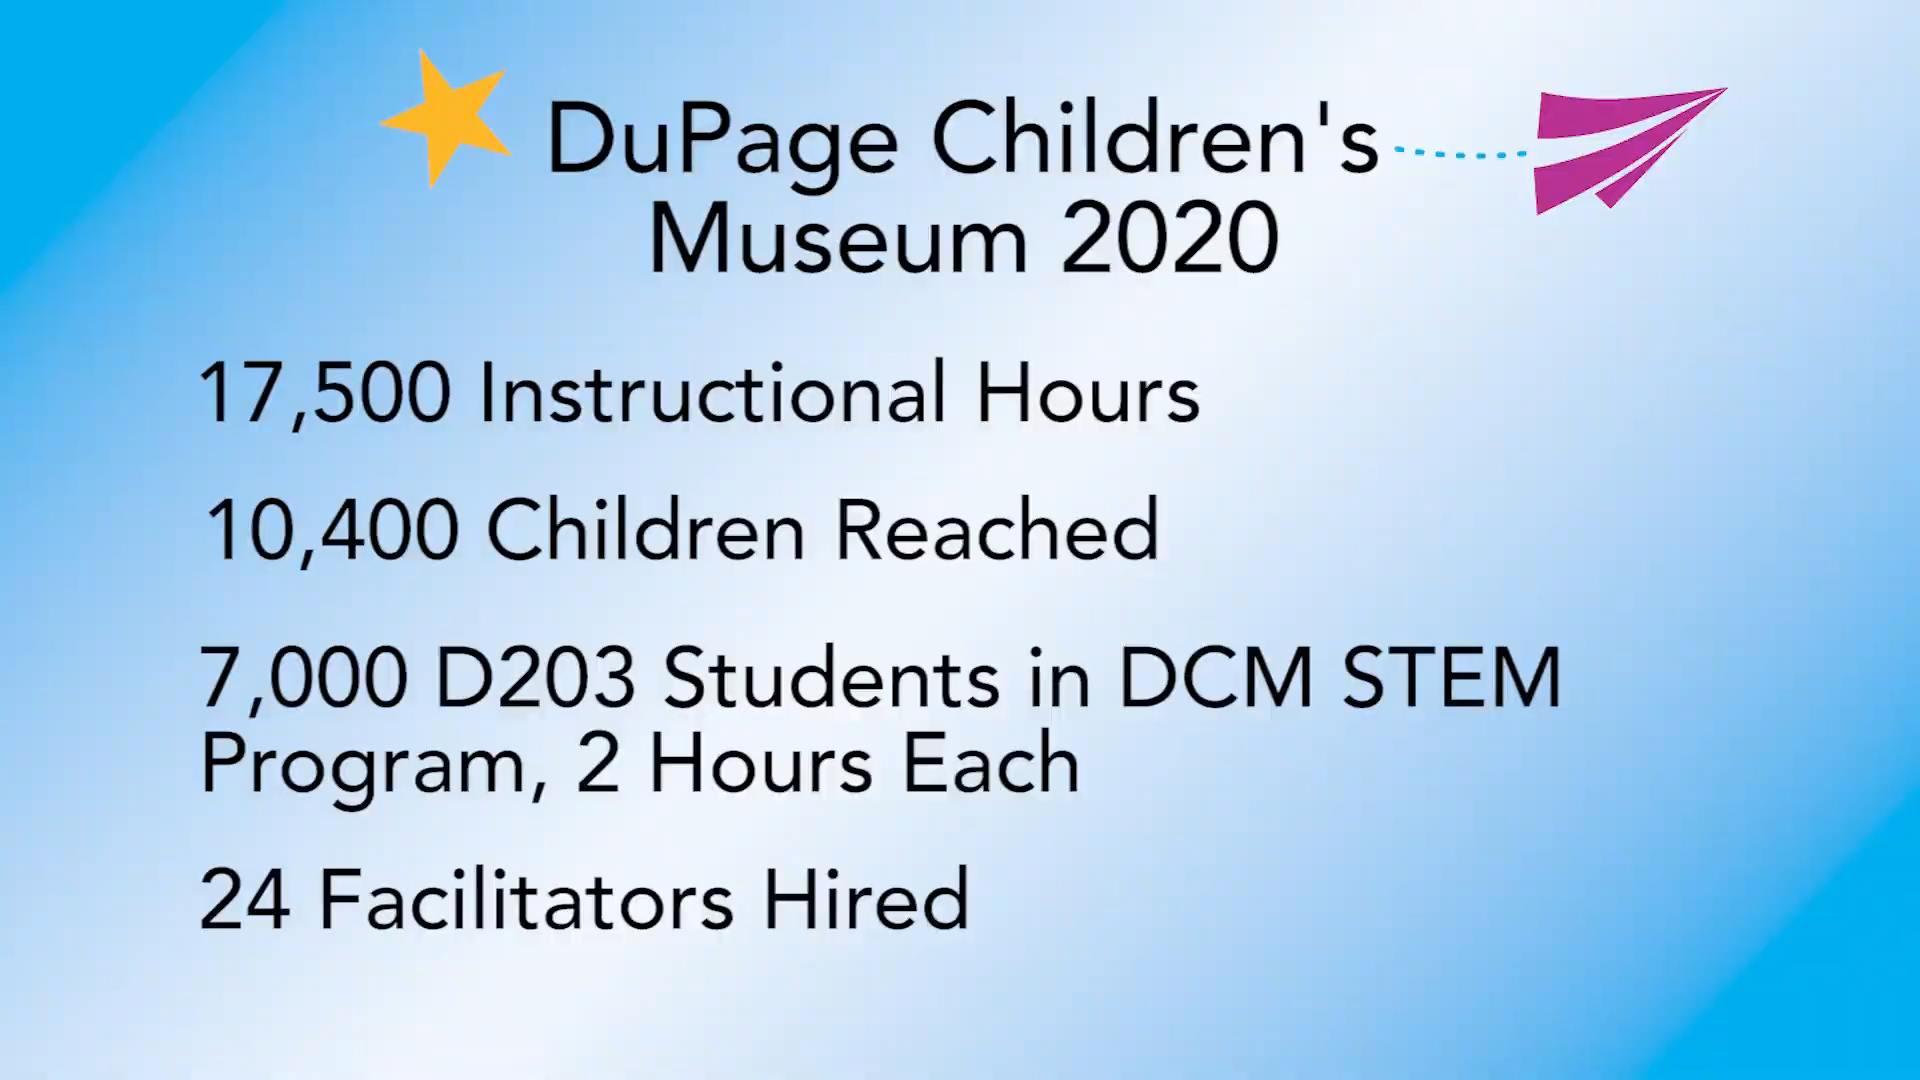 DuPage Children's
Museum 2020
17,500 Instructional Hours
10,400 Children Reached
7,000 D203 Students in DCM STEM
Program, 2 Hours Each
24 Facilitators Hired